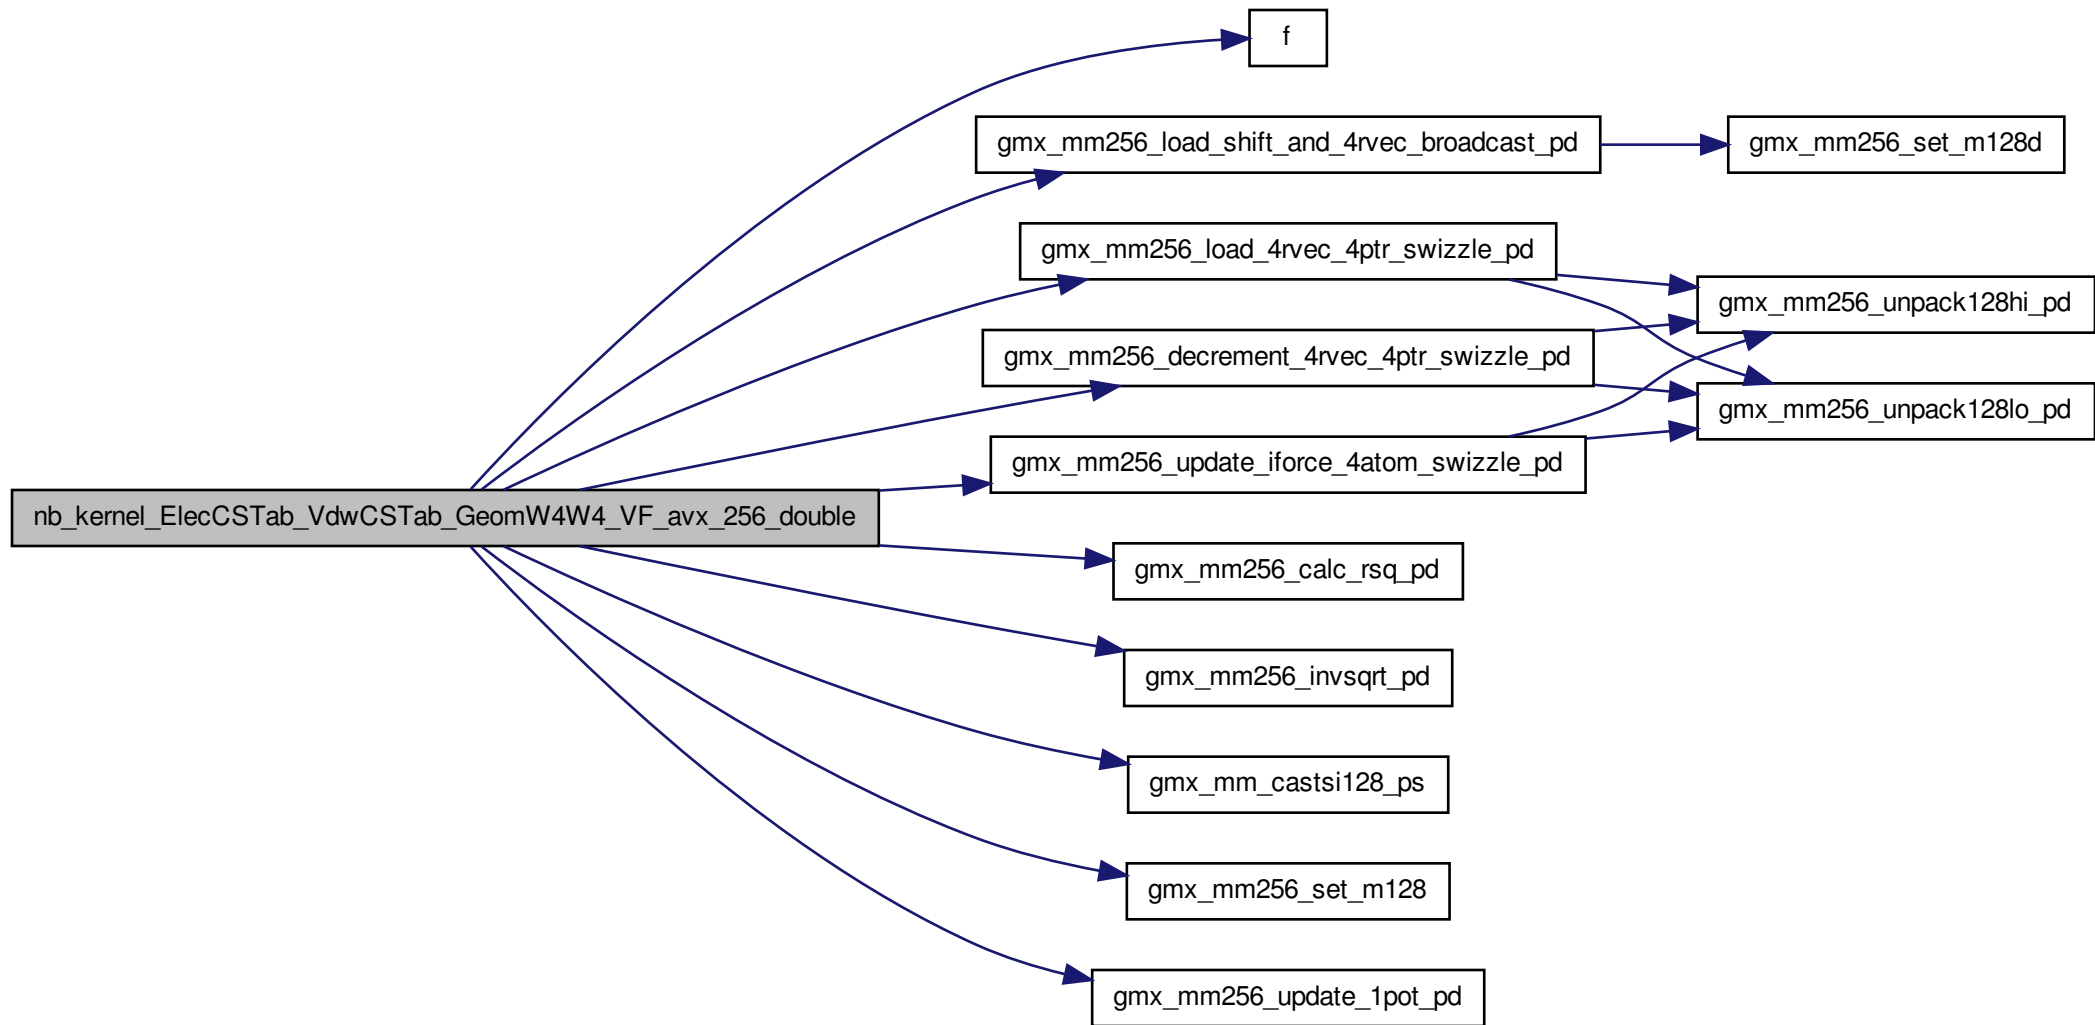 f
gmx_mm256_load_shift_and_4rvec_broadcast_pd
gmx_mm256_set_m128d
gmx_mm256_load_4rvec_4ptr_swizzle_pd
gmx_mm256_unpack128hi_pd
gmx_mm256_decrement_4rvec_4ptr_swizzle_pd
gmx_mm256_unpack128lo_pd
gmx_mm256_update_iforce_4atom_swizzle_pd
nb_kernel_ElecCSTab_VdwCSTab_GeomW4W4_VF_avx_256_double
gmx_mm256_calc_rsq_pd
gmx_mm256_invsqrt_pd
gmx_mm_castsi128_ps
gmx_mm256_set_m128
gmx_mm256_update_1pot_pd